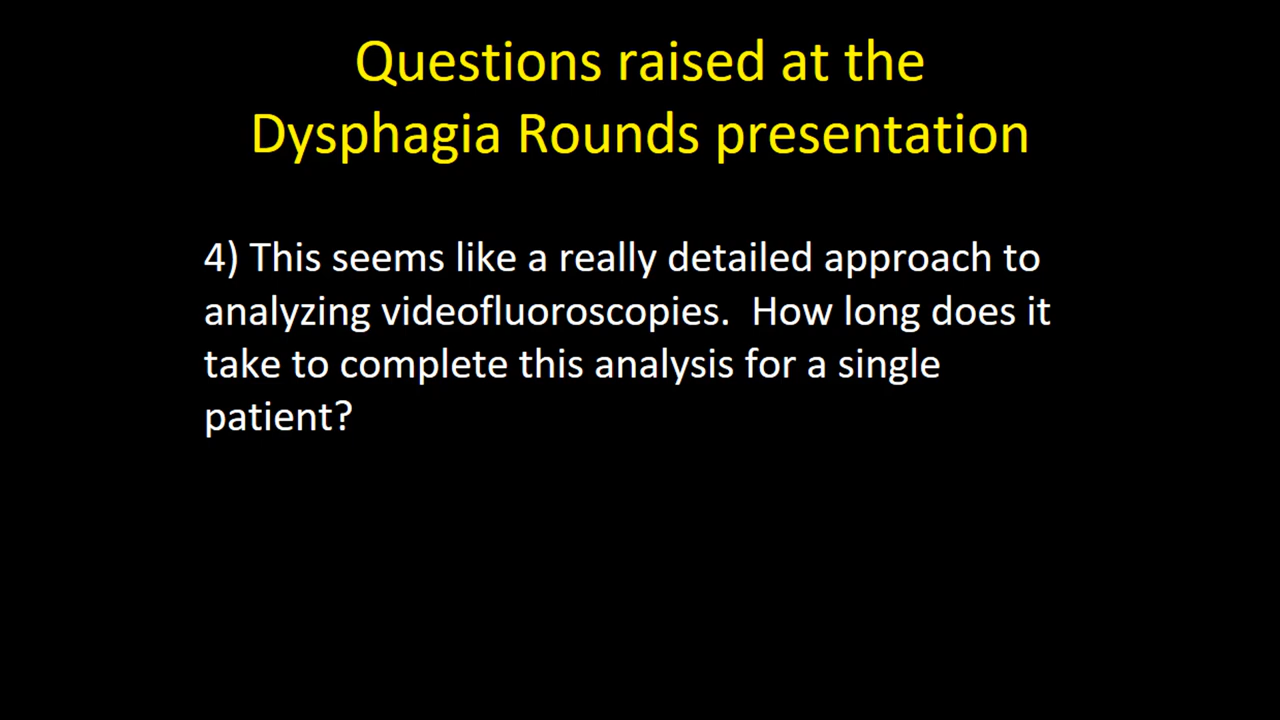 Questions raised at the
Dysphagia Rounds presentation
4) This seems like a really detailed approach to
analyzing videofluoroscopies.  How long does it
take to complete this analysis for a single
patient?